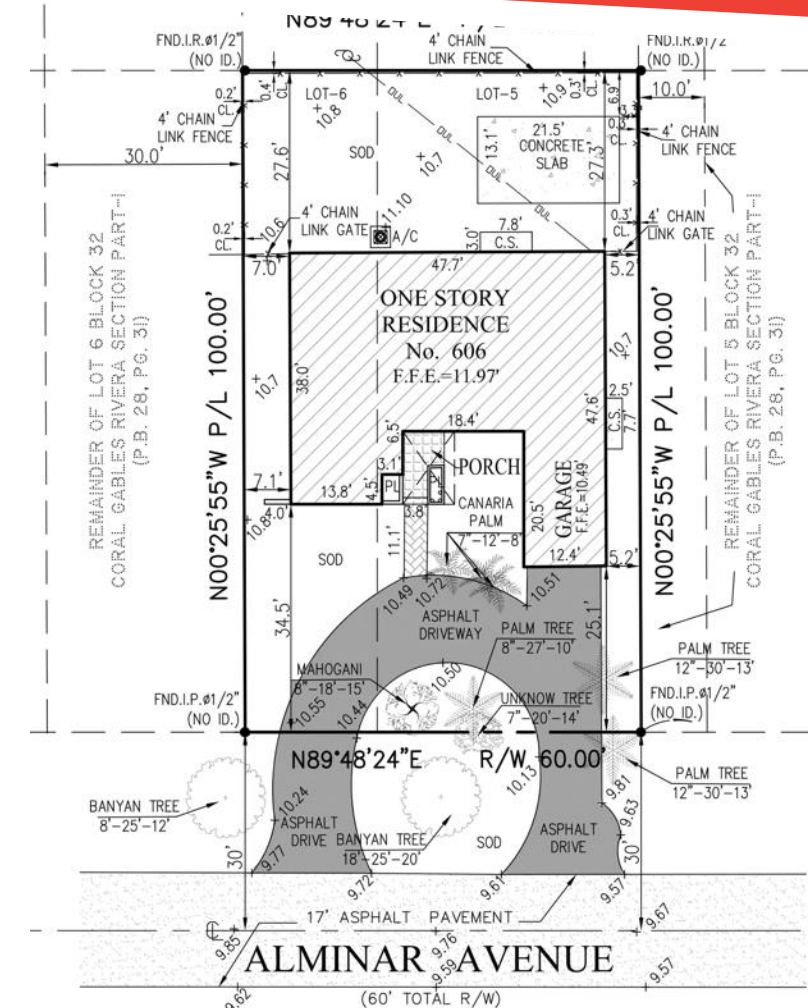 N89°48'24"E
FND.I.R.ø1/2"
(NO ID.)
4' CHAIN
LINK FENCE
FND.I.R.ø1/2
(NO ID.)
0.2'
CL.
0.4'
CL.
LOT-6
LOT-5
10.8
10.9
0.3'
CL.
6.9'
10.0'
4' CHAIN
LINK FENCE
30.0'
27.6'
SOD
DUL
DUL
DUL
DUL
10.7
13.1'
21.5'
CONCRETE
SLAB
27.3'
0.3'
4' CHAIN
LINK FENCE
0.2'
CL.
10.6
4' CHAIN
LINK GATE
11.10
A/C
3.0'
7.8'
C.S.
0.3'
CL.
4' CHAIN
LINK GATE
7.0'
47.7'
5.2'
REMAINDER OF LOT 6 BLOCK 32
CORAL GABLES RIVERA SECTION PART-I
(P.B. 28, PG. 31)
N00°25'55"W P/L 100.00'
ONE STORY
RESIDENCE
No. 606
F.F.E.=11.97'
10.7
38.0'
47.6'
10.7
2.5'
C.S.
7.7'
N00°25'55"W P/L 100.00'
REMAINDER OF LOT 5 BLOCK 32
CORAL GABLES RIVERA SECTION PART-I
(P.B. 28, PG. 31)
18.4'
6.5'
PORCH
3.1'
PL
4.5'
7.1'
13.8'
3.8'
4.0'
10.8
CANARIA
PALM
7"-12'-8'
20.5'
GARAGE
F.F.E.=10.49'
12.4'
5.2'
SOD
11.1'
34.5'
10.49
10.72
10.51
ASPHALT
DRIVEWAY
25.1'
PALM TREE
8"-27'-10'
MAHOGANI
8"-18'-15'
10.50
UNKNOW TREE
7"-20'-14'
PALM TREE
12"-30'-13'
FND.I.P.ø1/2"
(NO ID.)
10.55
10.44
FND.I.P.ø1/2"
(NO ID.)
N89°48'24"E R/W 60.00'
10.13
PALM TREE
12"-30'-13'
BANYAN TREE
8'-25'-12'
10.24
9.81
9.63
ASPHALT
DRIVE
BANYAN TREE
18'-25'-20'
SOD
ASPHALT
DRIVE
30'
30'
9.77
9.72
9.61
9.57
17' ASPHALT PAVEMENT
9.85
9.76
9.67
ALMINAR AVENUE
9.59
9.57
9.62
(60' TOTAL R/W)